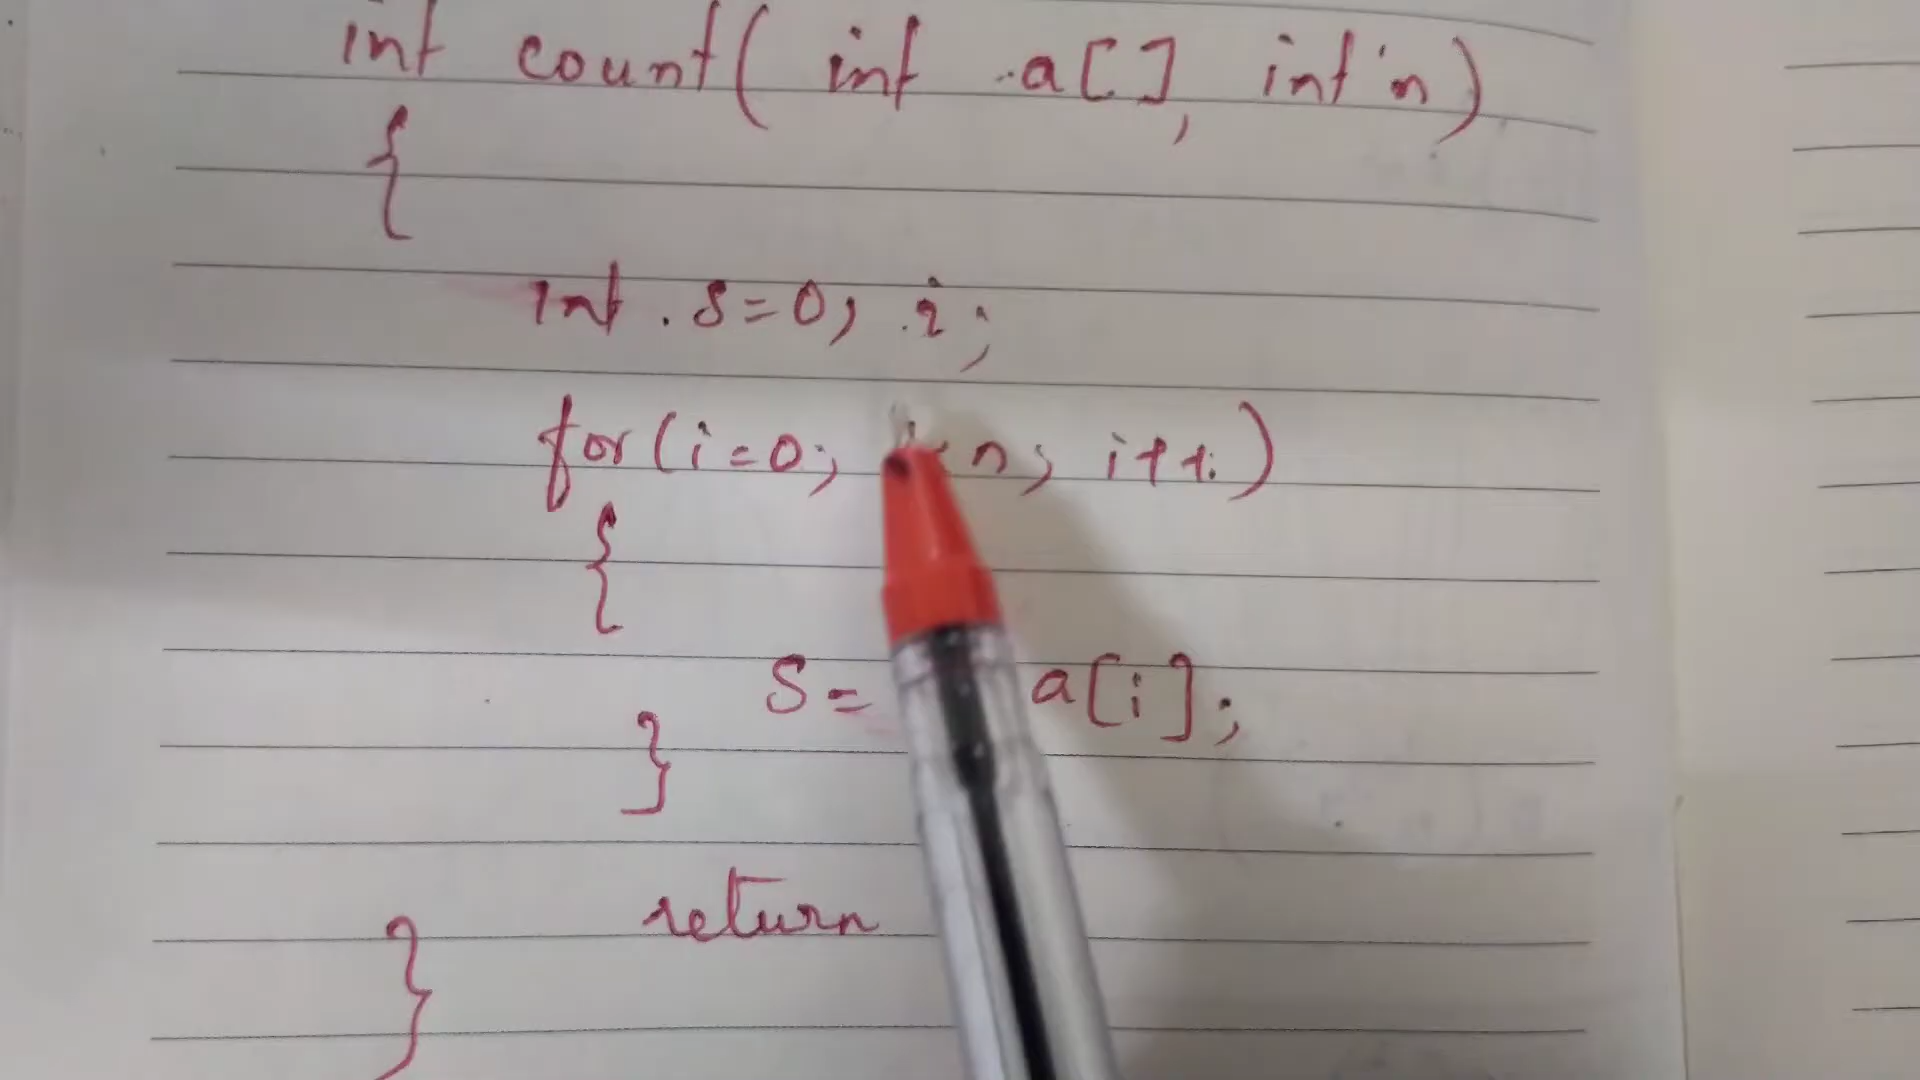 int count( int a[], int n)
{
int s=0, i;
for(i=0; i<n; i++)
{
S= a[i];
}
return
}